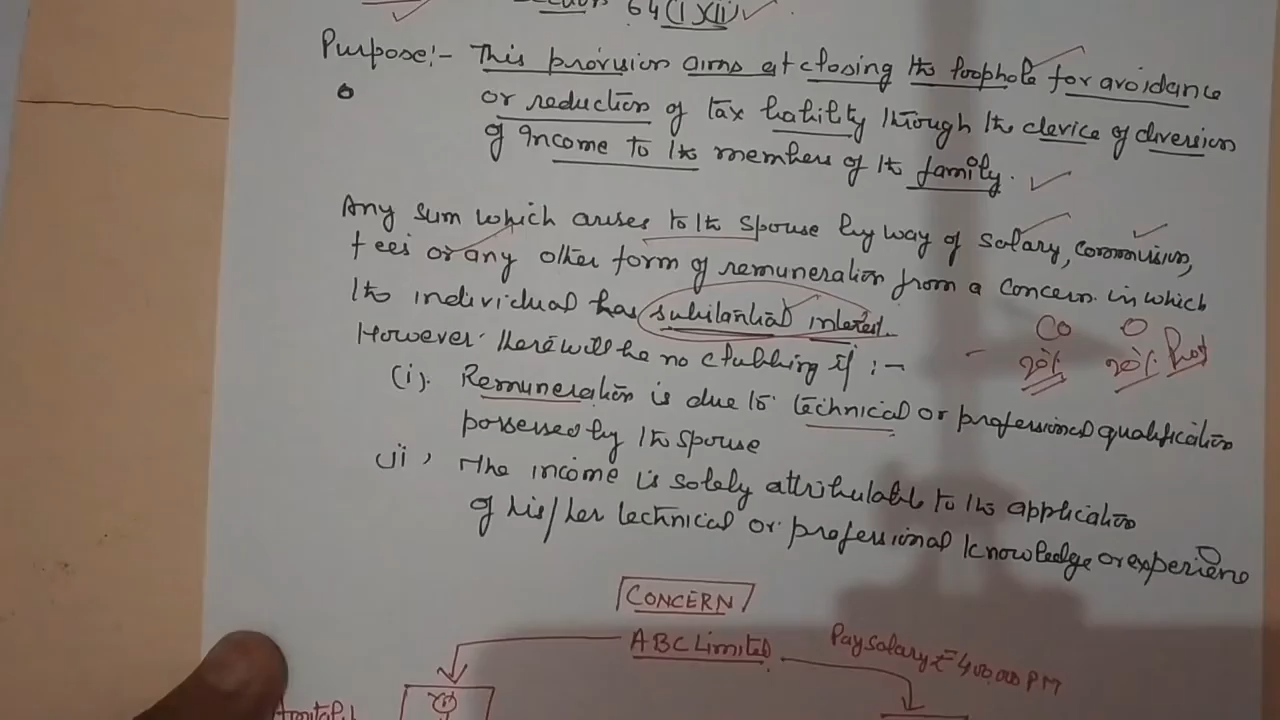 Section 64(1)(ii)
Purpose:- This provision aims at closing the loophole for avoidance
or reduction of tax liability through the device of diversion
of income to the members of the family.
Any sum which arises to the spouse by way of salary, commission,
fees or any other form of remuneration from a concern in which
the individual has substantial interest.
Co O
However there will be no clubbing if :-
20% 20% Prof
(i). Remuneration is due to technical or professional qualification
possessed by the spouse
ii, The income is solely attributable to the application
of his/her technical or professional knowledge or experience
CONCERN
ABC Limited
Pay salary ₹ 400,000 PM